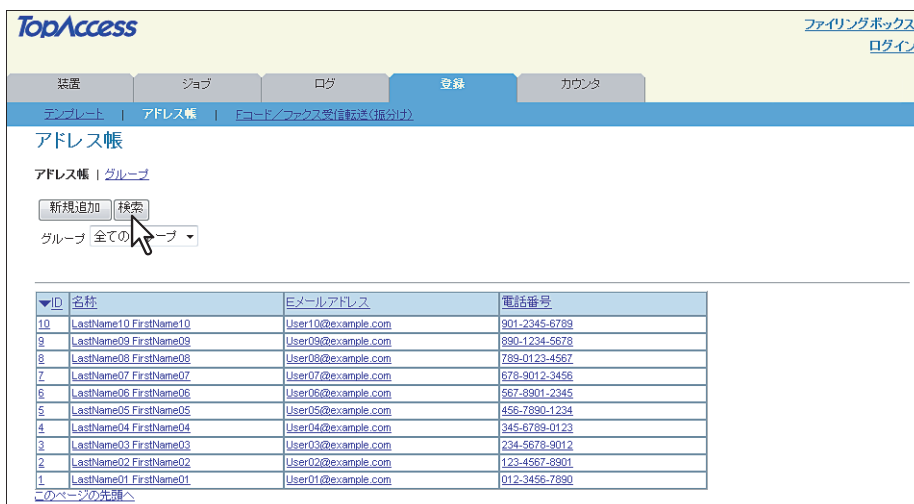 TopAccess
ファイリングボックス
ログイン
装置 ジョブ ログ 登録 カウンタ
テンプレート | アドレス帳 | Fコード/ファクス受信転送(振分け)
アドレス帳
アドレス帳 | グループ
新規追加 検索
グループ 全ての ープ
▼ID 名称 Eメールアドレス 電話番号
10 LastName10 FirstName10 User10@example.com 901-2345-6789
9 LastName09 FirstName09 User09@example.com 890-1234-5678
8 LastName08 FirstName08 User08@example.com 789-0123-4567
7 LastName07 FirstName07 User07@example.com 678-9012-3456
6 LastName06 FirstName06 User06@example.com 567-8901-2345
5 LastName05 FirstName05 User05@example.com 456-7890-1234
4 LastName04 FirstName04 User04@example.com 345-6789-0123
3 LastName03 FirstName03 User03@example.com 234-5678-9012
2 LastName02 FirstName02 User02@example.com 123-4567-8901
1 LastName01 FirstName01 User01@example.com 012-3456-7890
このページの先頭へ